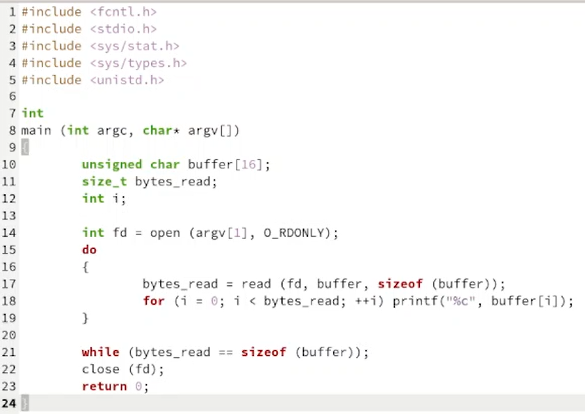 1 #include <fcntl.h>
2 #include <stdio.h>
3 #include <sys/stat.h>
4 #include <sys/types.h>
5 #include <unistd.h>
6
7 int
8 main (int argc, char* argv[])
9 {
10         unsigned char buffer[16];
11         size_t bytes_read;
12         int i;
13
14         int fd = open (argv[1], O_RDONLY);
15         do
16         {
17                 bytes_read = read (fd, buffer, sizeof (buffer));
18                 for (i = 0; i < bytes_read; ++i) printf("%c", buffer[i]);
19         }
20
21         while (bytes_read == sizeof (buffer));
22         close (fd);
23         return 0;
24 }